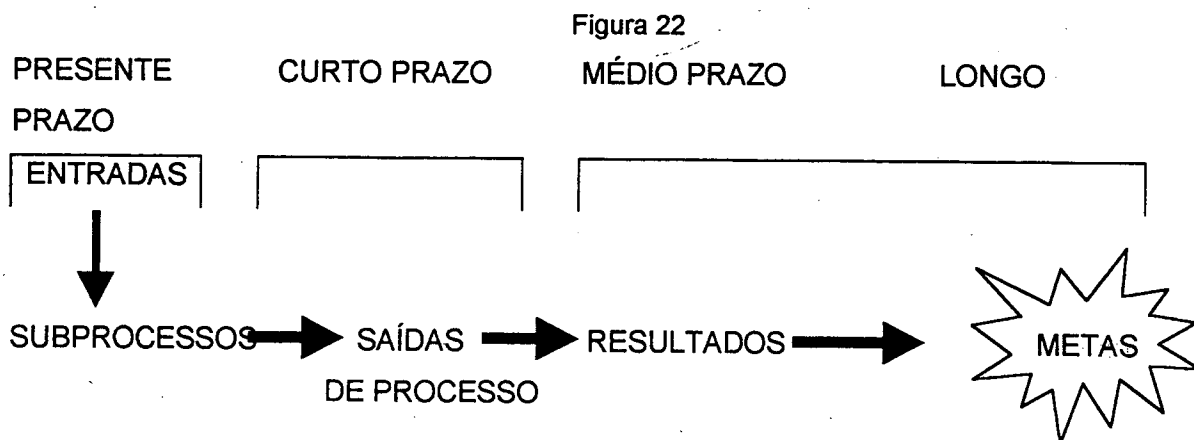 Figura 22
PRESENTE CURTO PRAZO MÉDIO PRAZO LONGO
PRAZO
ENTRADAS
SUBPROCESSOS SAÍDAS RESULTADOS METAS
DE PROCESSO